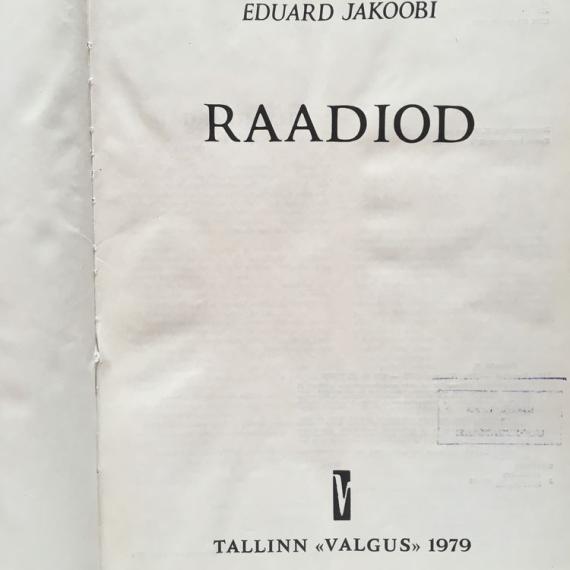 EDUARD JAKOOBI
RAADIOD
V
TALLINN «VALGUS» 1979